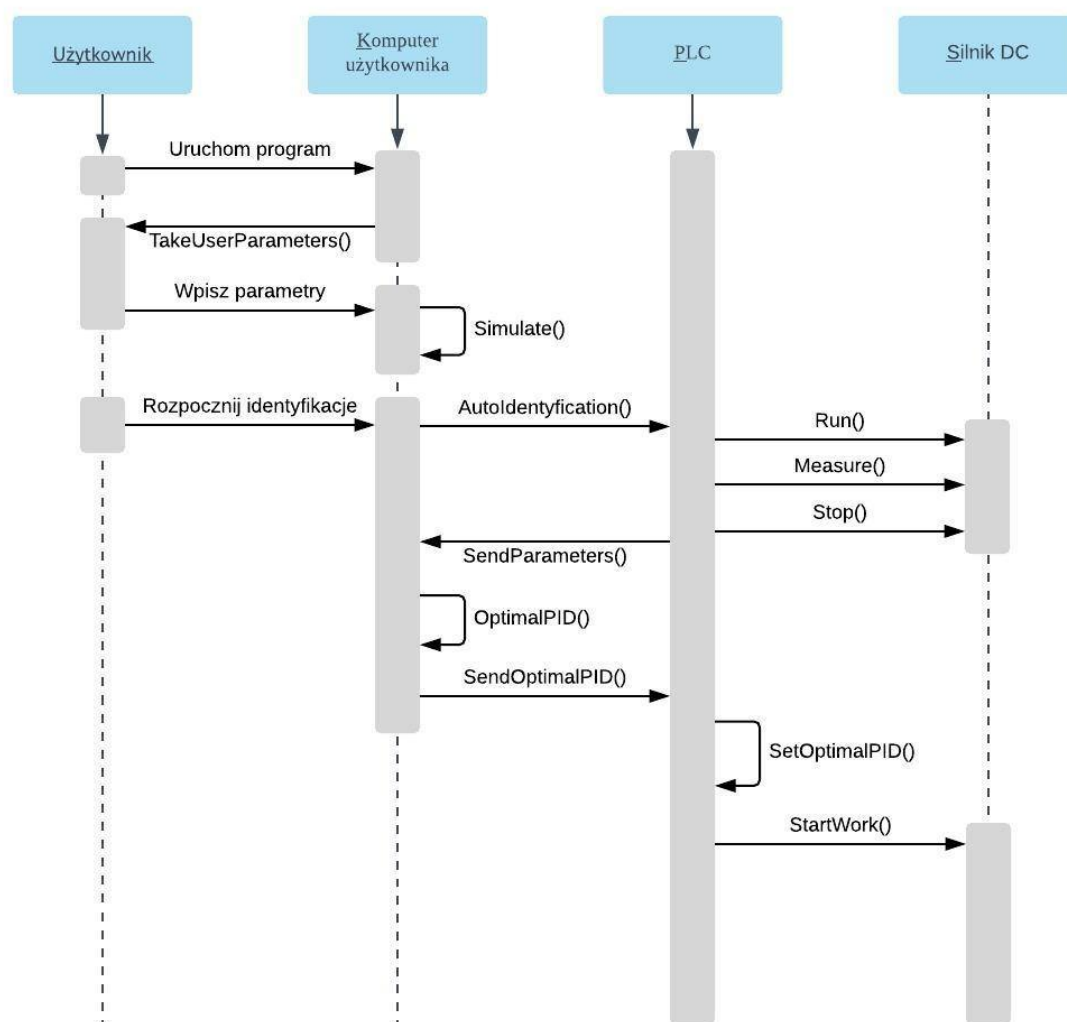 Użytkownik
Komputer
użytkownika
PLC
Silnik DC
Uruchom program
TakeUserParameters()
Wpisz parametry
Simulate()
Rozpocznij identyfikacje
AutoIdentyfication()
Run()
Measure()
Stop()
SendParameters()
OptimalPID()
SendOptimalPID()
SetOptimalPID()
StartWork()